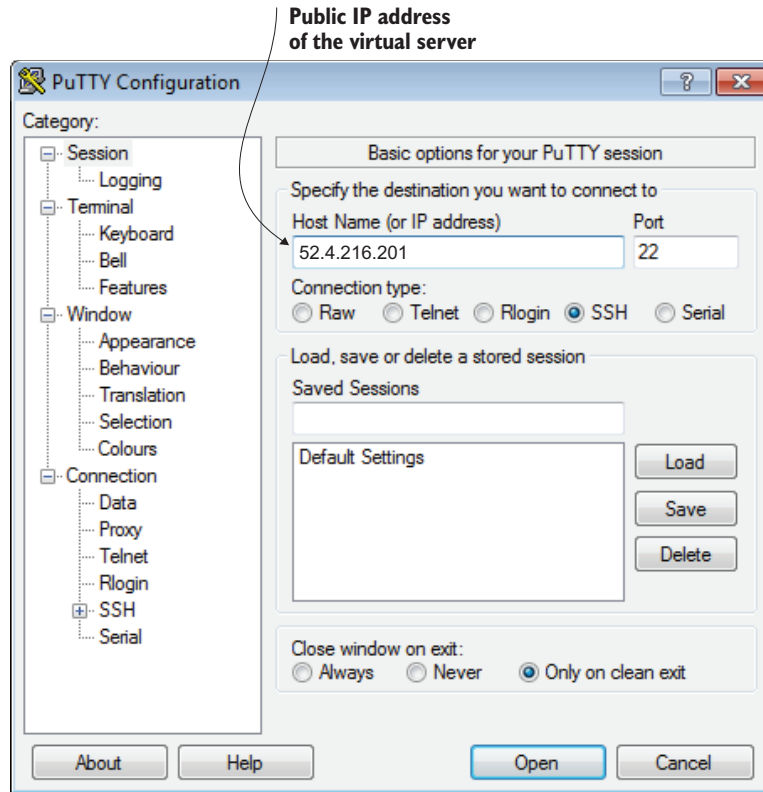 Public IP address
of the virtual server
PuTTY Configuration
Category:
Session
Logging
Terminal
Keyboard
Bell
Features
Window
Appearance
Behaviour
Translation
Selection
Colours
Connection
Data
Proxy
Telnet
Rlogin
SSH
Serial
Basic options for your PuTTY session
Specify the destination you want to connect to
Host Name (or IP address) Port
52.4.216.201 22
Connection type:
Raw Telnet Rlogin SSH Serial
Load, save or delete a stored session
Saved Sessions
Default Settings
Load
Save
Delete
Close window on exit:
Always Never Only on clean exit
About Help Open Cancel